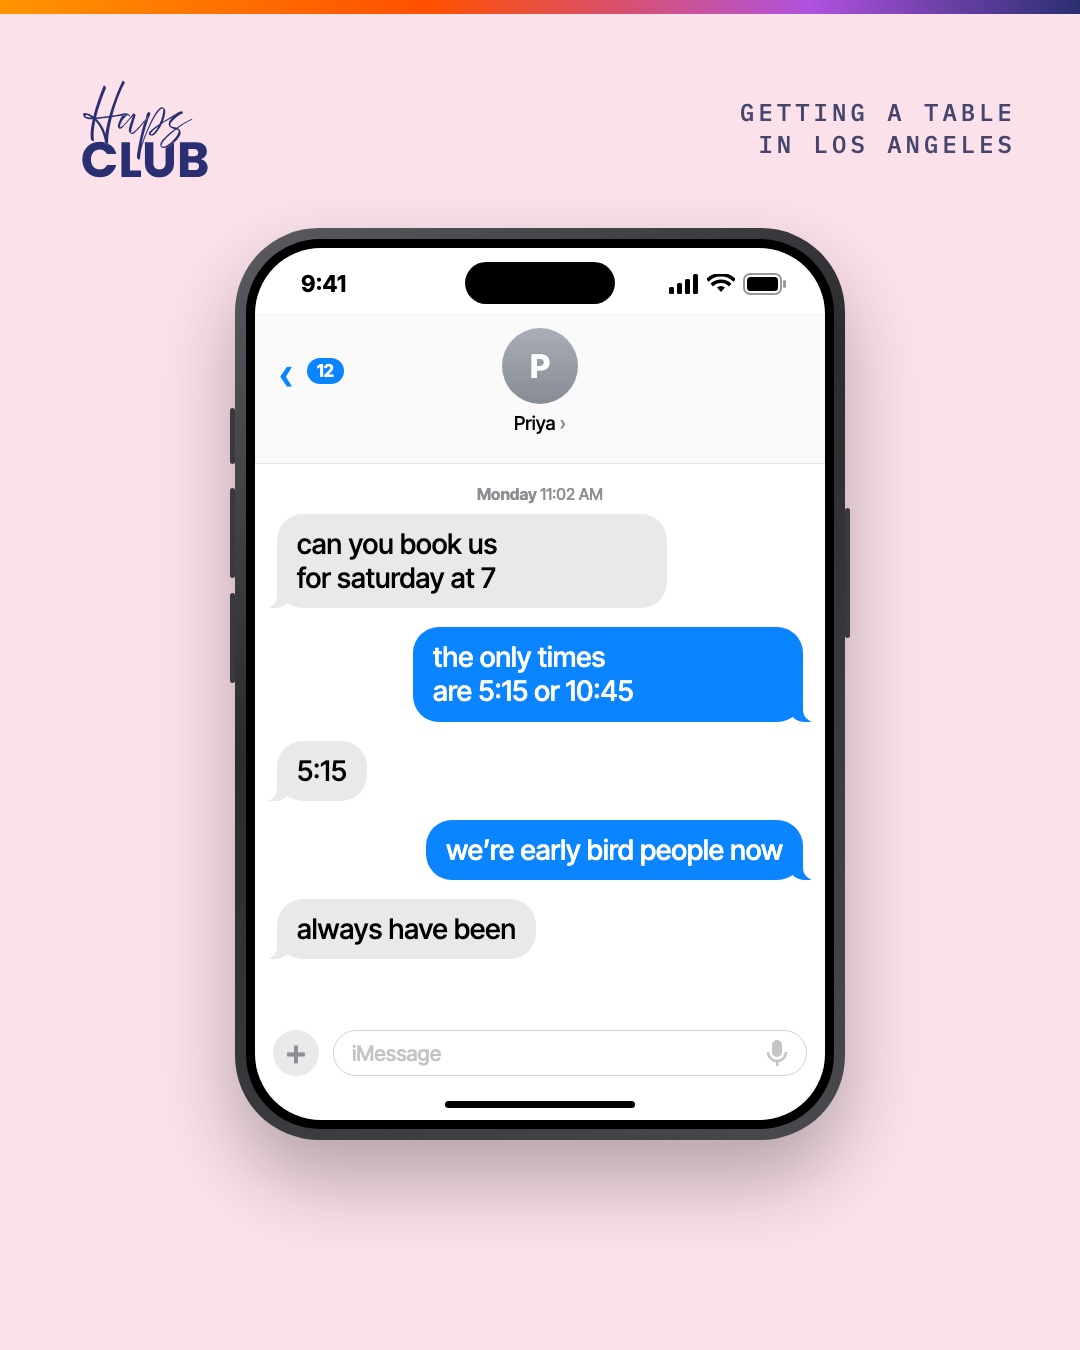 Haps
CLUB
GETTING A TABLE
IN LOS ANGELES
9:41
12
P
Priya ›
Monday 11:02 AM
can you book us
for saturday at 7
the only times
are 5:15 or 10:45
5:15
we’re early bird people now
always have been
iMessage